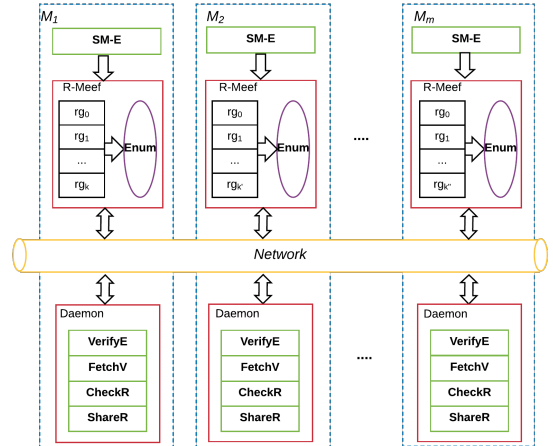 M1
SM-E
R-Meef
rg0
rg1
...
rgk
Enum
M2
SM-E
R-Meef
rg0
rg1
...
rgk'
Enum
....
Mm
SM-E
R-Meef
rg0
rg1
...
rgk"
Enum
Network
Daemon
VerifyE
FetchV
CheckR
ShareR
Daemon
VerifyE
FetchV
CheckR
ShareR
....
Daemon
VerifyE
FetchV
CheckR
ShareR